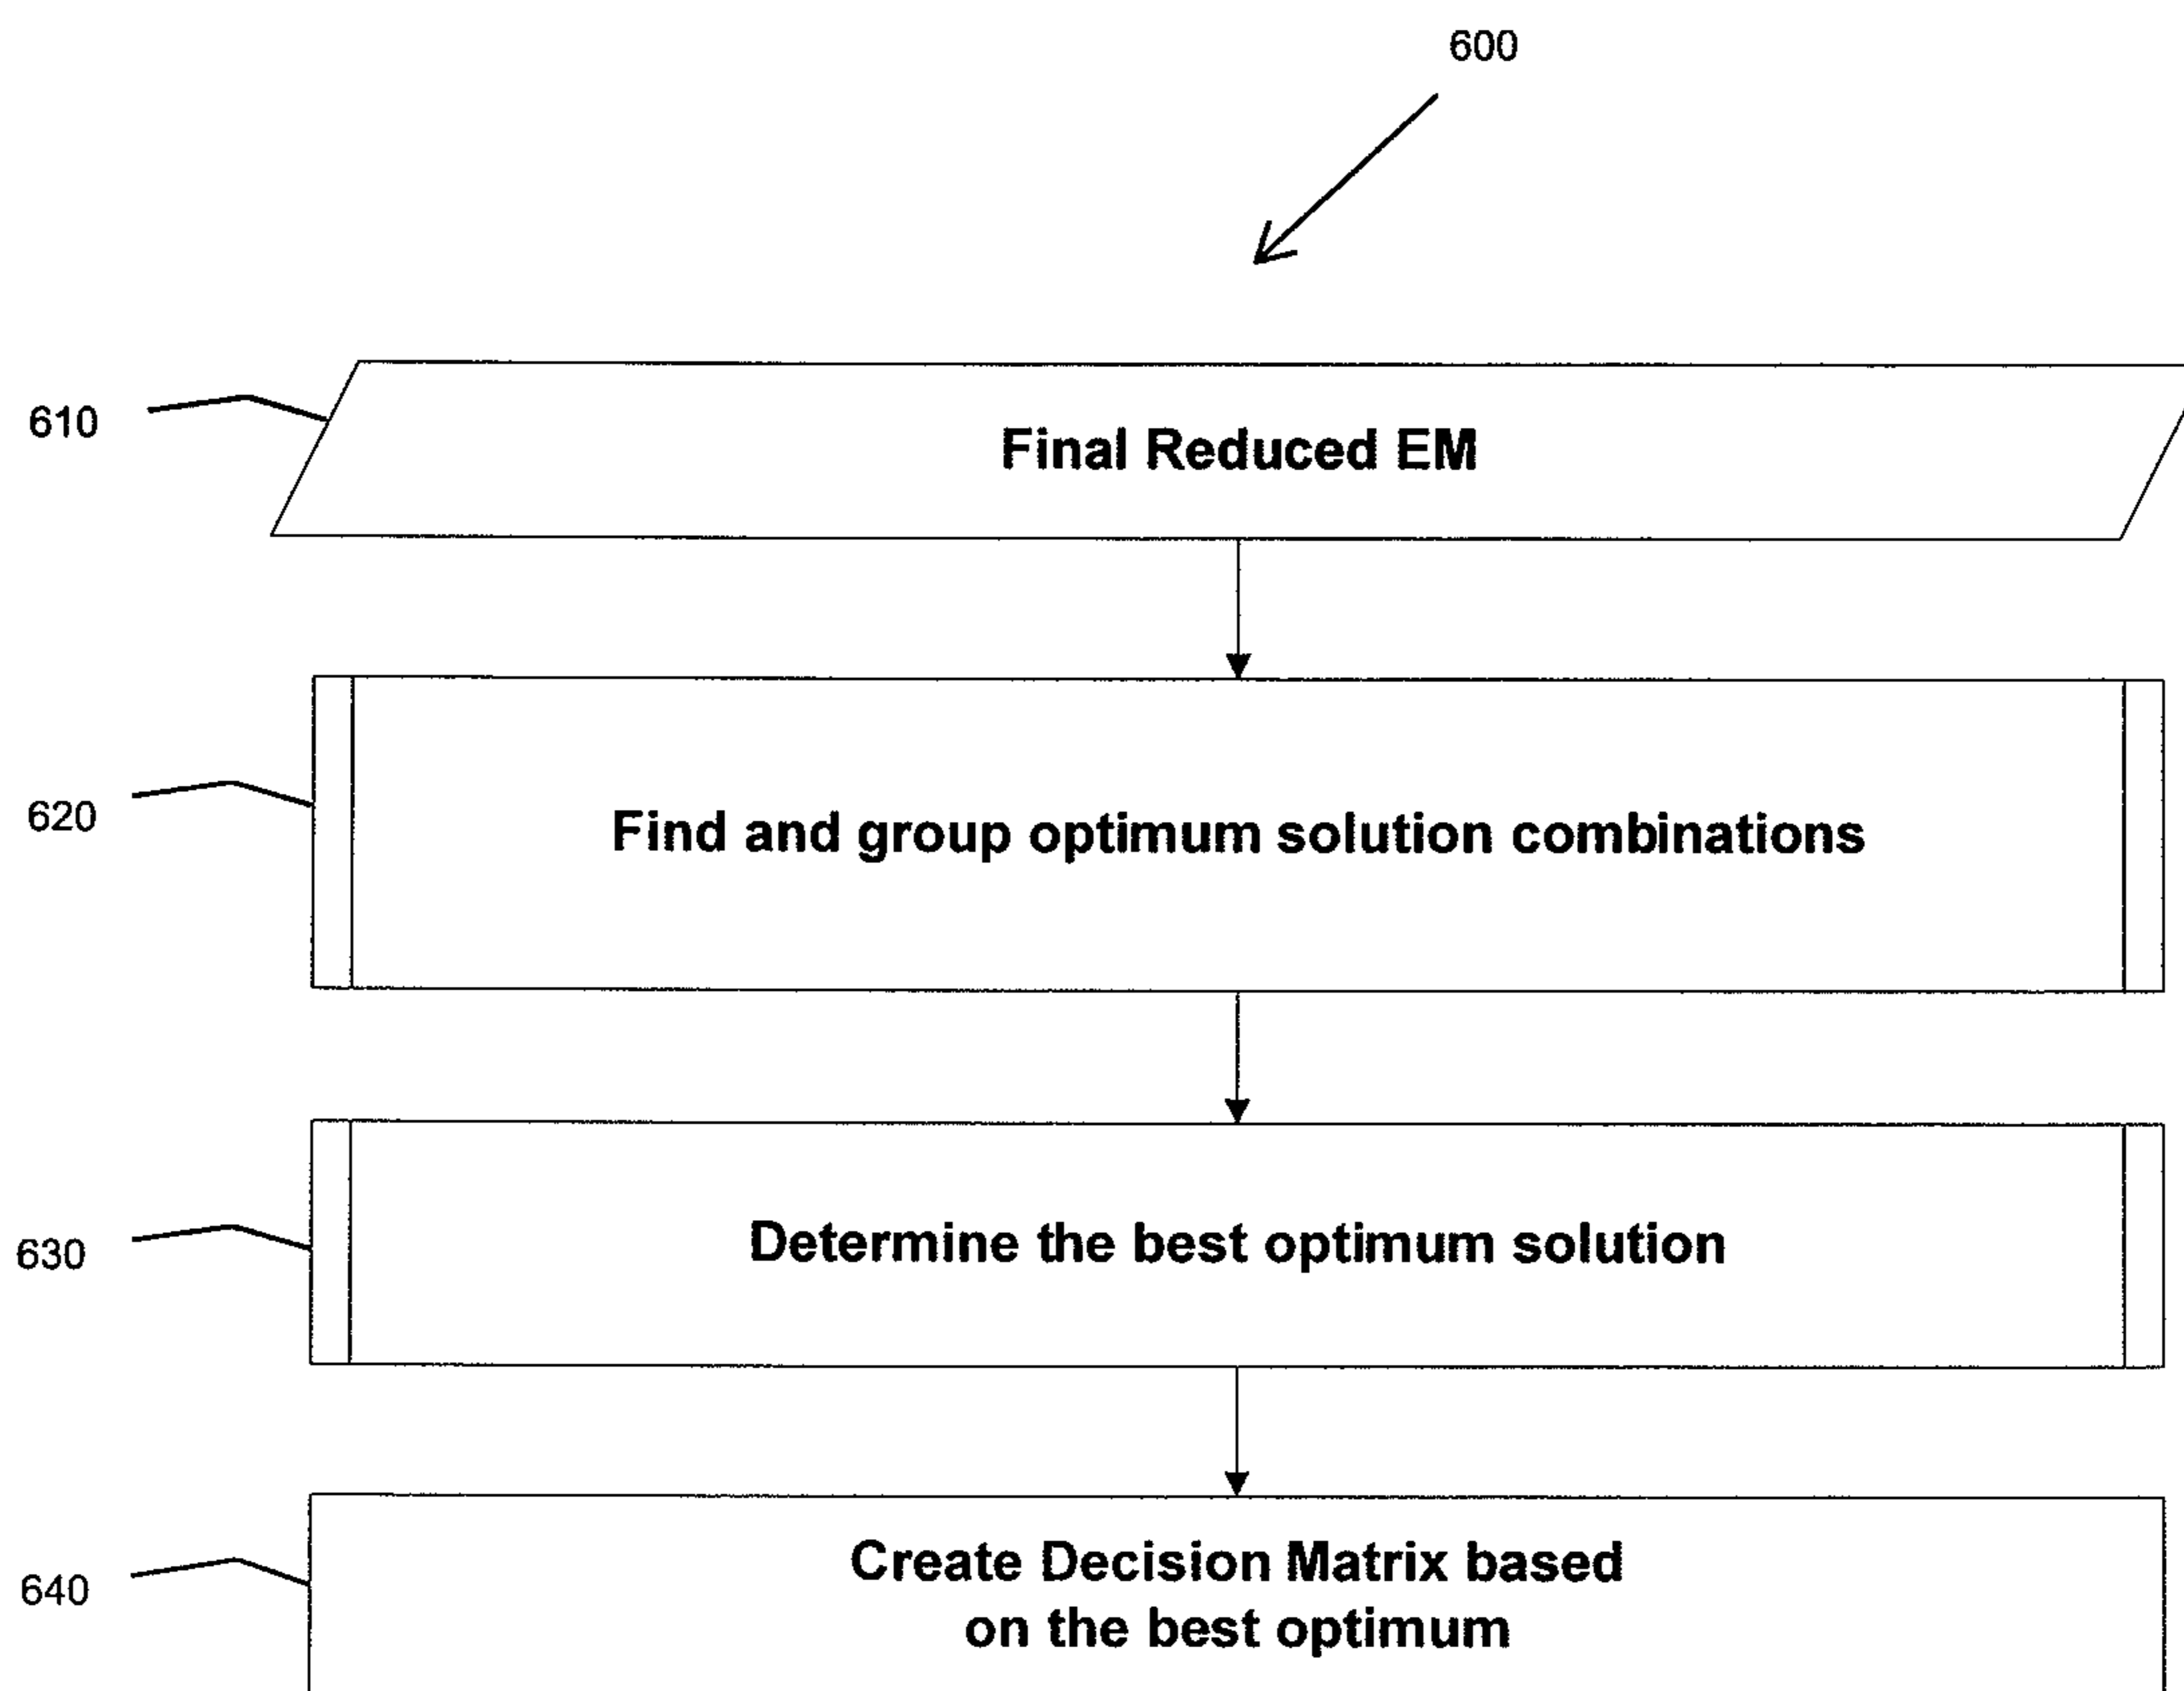 600
610
Final Reduced EM
620
Find and group optimum solution combinations
630
Determine the best optimum solution
640
Create Decision Matrix based
on the best optimum